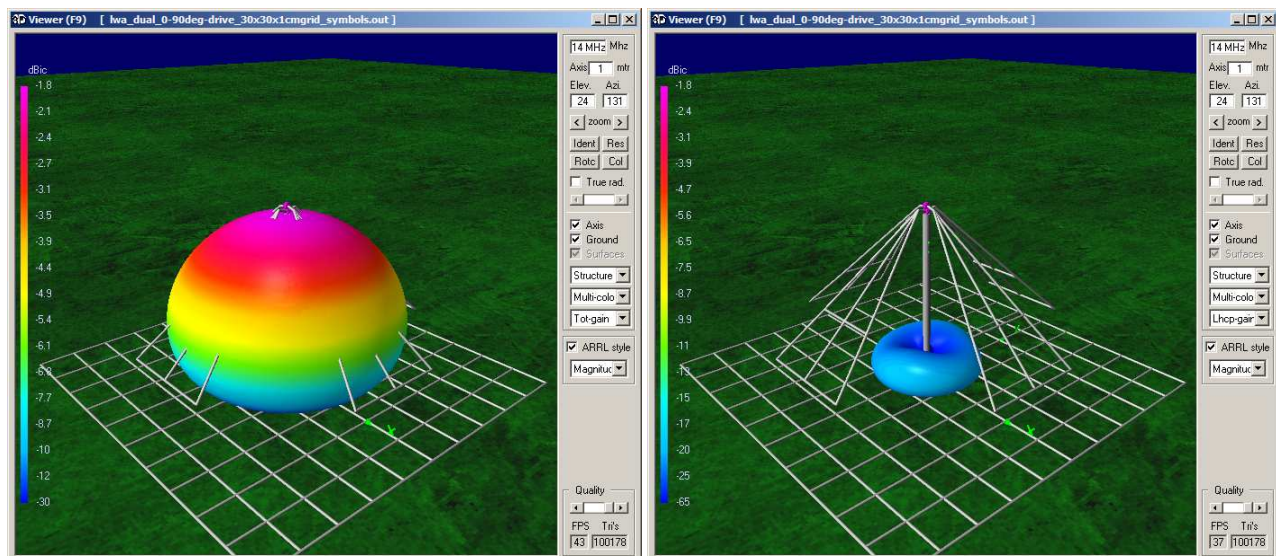 3D Viewer (F9) [ lwa_dual_0-90deg-drive_30x30x1cmgrid_symbols.out ]
dBic
-1.8
-2.1
-2.4
-2.7
-3.1
-3.5
-3.9
-4.4
-4.9
-5.4
-6.1
-7.7
-10
-12
-30
14 MHz Mhz
Axis 1 mtr
Elev. Azi.
24 131
< zoom >
Ident Res
Rotc Col
True rad.
Axis
Ground
Surfaces
Structure
Multi-colo
Tot-gain
ARRL style
Magnituc
Quality
FPS Tri's
43 100178
X
3D Viewer (F9) [ lwa_dual_0-90deg-drive_30x30x1cmgrid_symbols.out ]
dBic
-1.8
-2.4
-3.1
-3.9
-4.7
-5.6
-6.5
-7.5
-8.7
-9.9
-11
-15
-17
-20
-25
-65
14 MHz Mhz
Axis 1 mtr
Elev. Azi.
24 131
< zoom >
Ident Res
Rotc Col
True rad.
Axis
Ground
Surfaces
Structure
Multi-colo
Lhcp-gair
ARRL style
Magnituc
Quality
FPS Tri's
37 100178
X